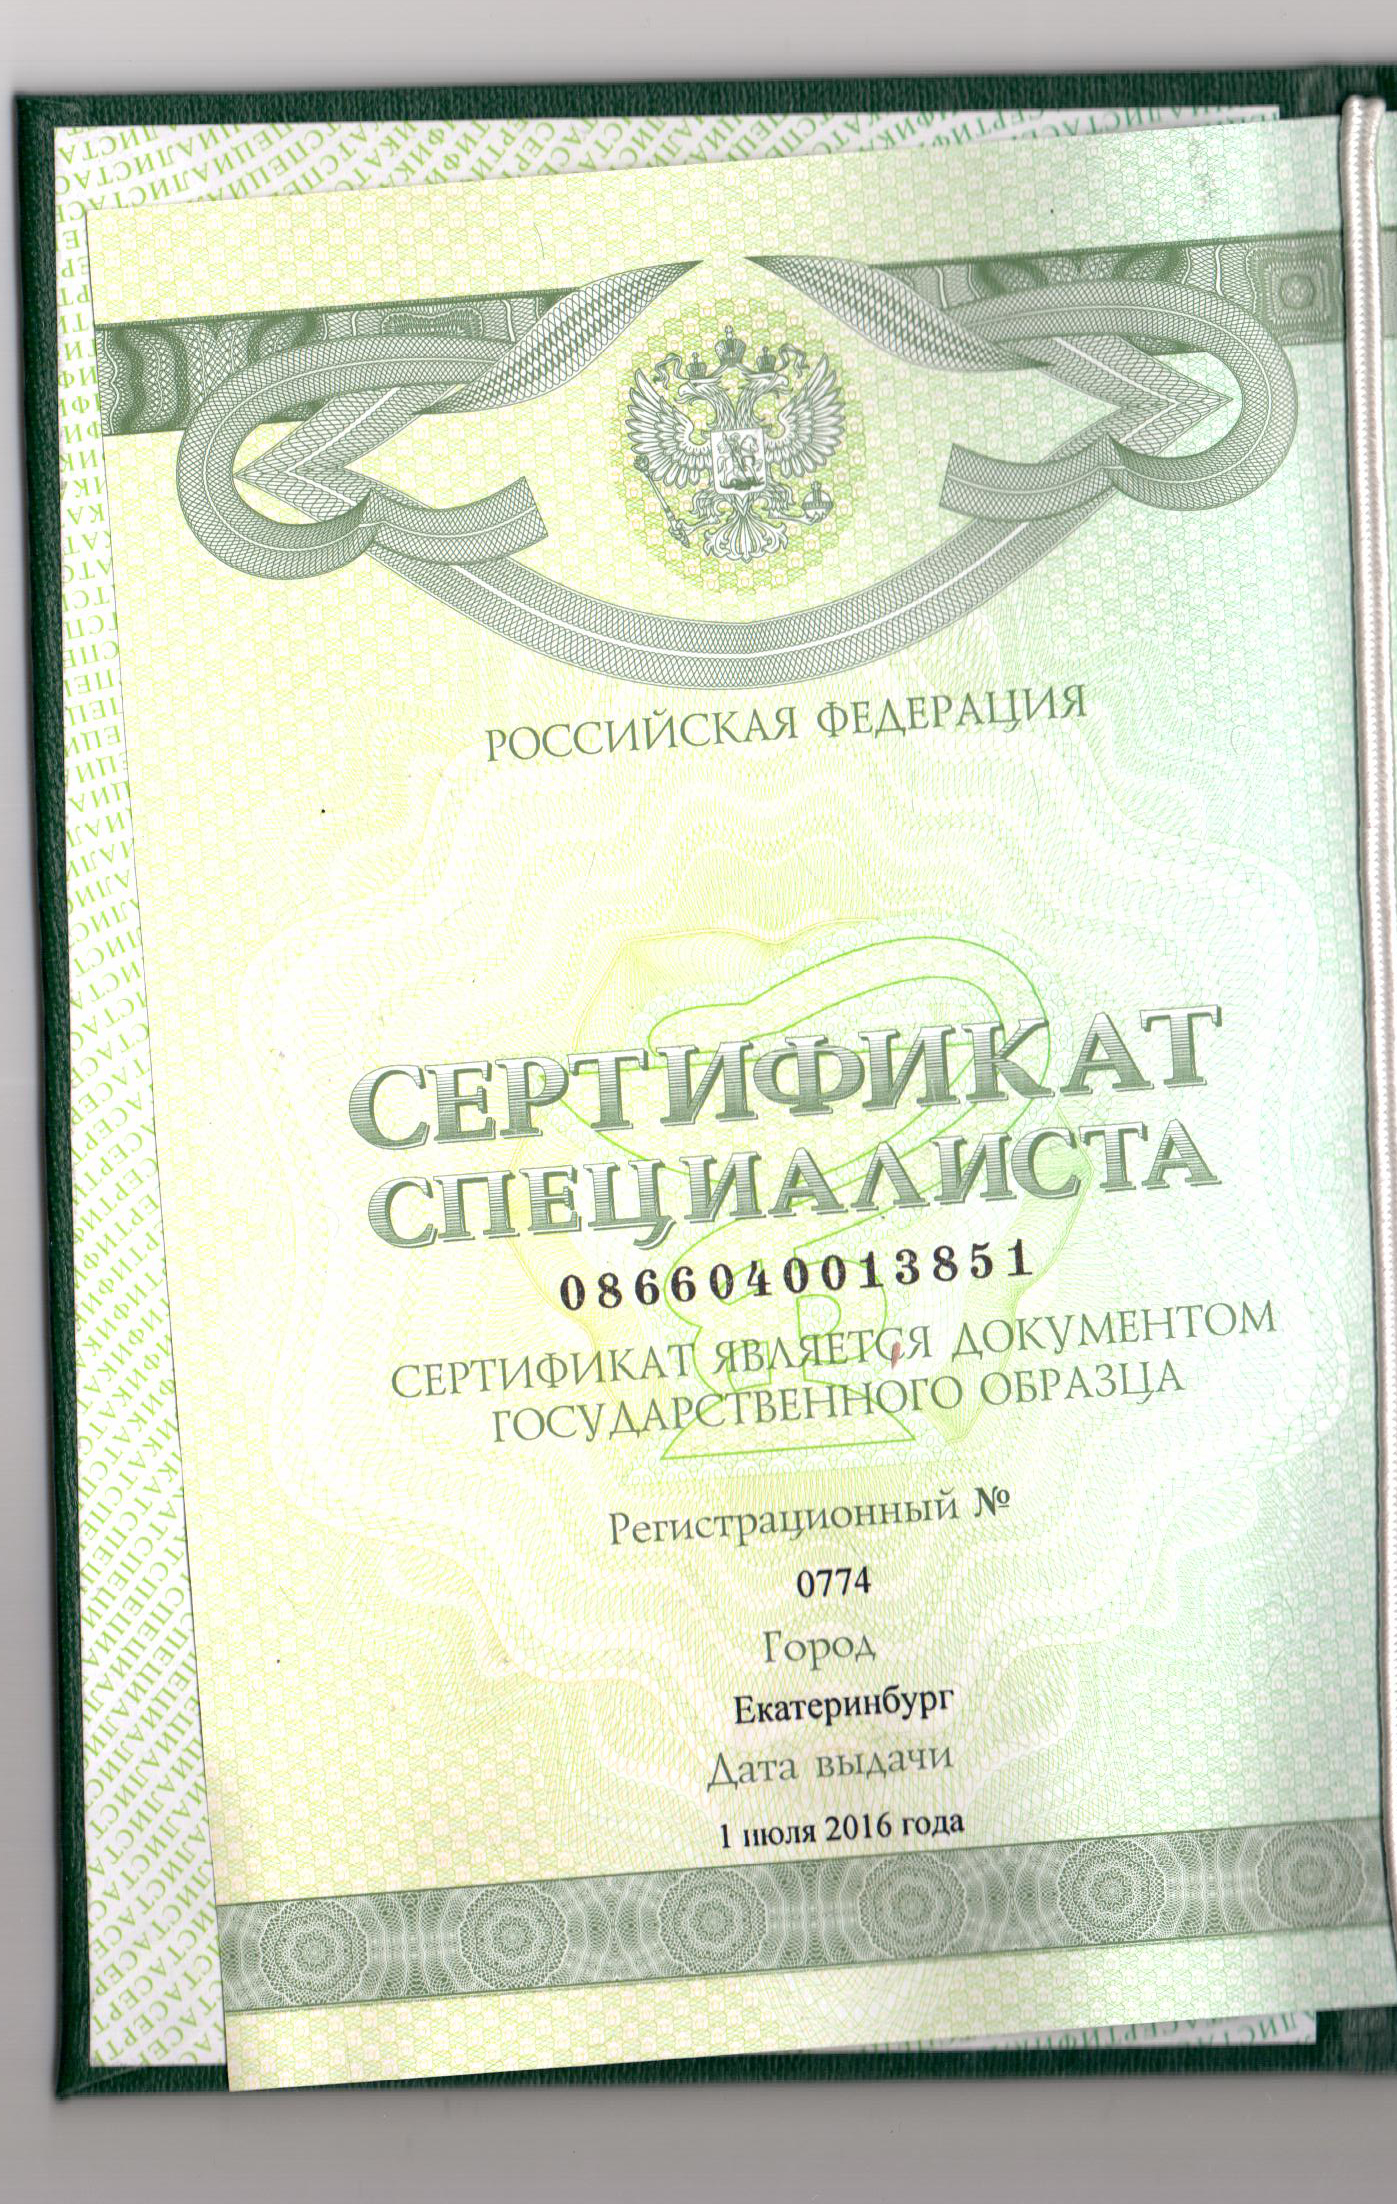 РОССИЙСКАЯ ФЕДЕРАЦИЯ
СЕРТИФИКАТ
СПЕЦИАЛИСТА
0866040013851
СЕРТИФИКАТ ЯВЛЯЕТСЯ ДОКУМЕНТОМ
ГОСУДАРСТВЕННОГО ОБРАЗЦА
Регистрационный №
0774
Город
Екатеринбург
Дата выдачи
1 июля 2016 года